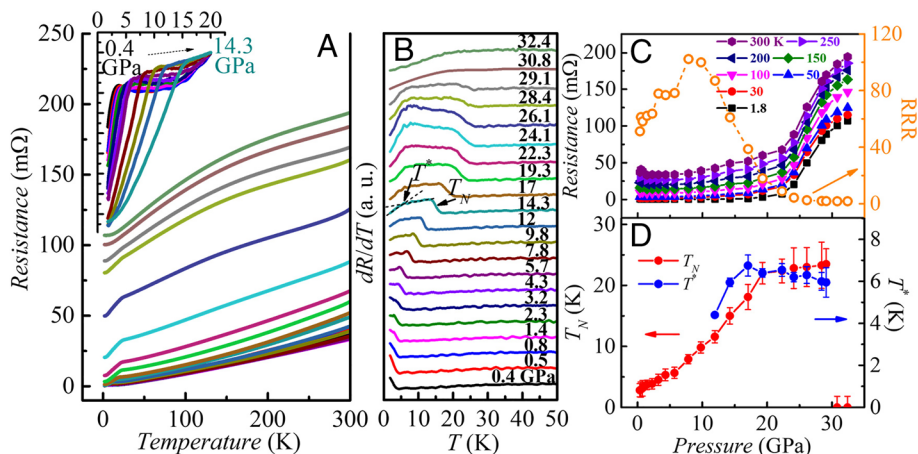 0 5 10 15 20
0.4
GPa
14.3
GPa
A
Resistance (mΩ)
250
200
150
100
50
0
0 100 200 300
Temperature (K)
B
dR/dT (a. u.)
32.4
30.8
29.1
28.4
26.1
24.1
22.3
19.3
17
14.3
12
9.8
7.8
5.7
4.3
3.2
2.3
1.4
0.8
0.5
0.4 GPa
T*
T_N
0 10 20 30 40 50
T (K)
C
Resistance (mΩ)
200
150
100
50
0
300 K 250
200 150
100 50
30
1.8
RRR
120
80
40
0
D
T_N (K)
30
20
10
0
T_N
T*
T* (K)
8
6
4
2
0
0 10 20 30
Pressure (GPa)